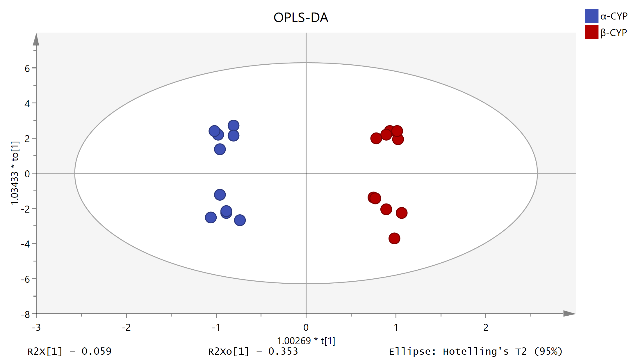 OPLS-DA
α-CYP
β-CYP
6
4
2
0
-2
-4
-6
-8
1.03433 * to[1]
-3
-2
-1
0
1
2
1.00269 * t[1]
R2X[1] - 0.059
R2Xo[1] - 0.353
Ellipse: Hotelling's T2 (95%)